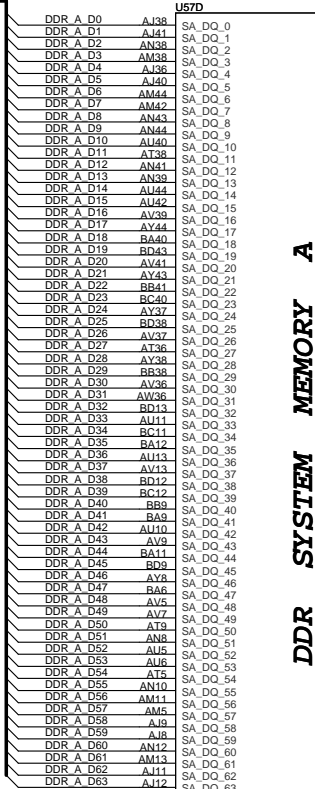 U57D
DDR_A_D0 AJ38 SA_DQ_0
DDR_A_D1 AJ41 SA_DQ_1
DDR_A_D2 AN38 SA_DQ_2
DDR_A_D3 AM38 SA_DQ_3
DDR_A_D4 AJ36 SA_DQ_4
DDR_A_D5 AJ40 SA_DQ_5
DDR_A_D6 AM44 SA_DQ_6
DDR_A_D7 AM42 SA_DQ_7
DDR_A_D8 AN43 SA_DQ_8
DDR_A_D9 AN44 SA_DQ_9
DDR_A_D10 AU40 SA_DQ_10
DDR_A_D11 AT38 SA_DQ_11
DDR_A_D12 AN41 SA_DQ_12
DDR_A_D13 AN39 SA_DQ_13
DDR_A_D14 AU44 SA_DQ_14
DDR_A_D15 AU42 SA_DQ_15
DDR_A_D16 AV39 SA_DQ_16
DDR_A_D17 AY44 SA_DQ_17
DDR_A_D18 BA40 SA_DQ_18
DDR_A_D19 BD43 SA_DQ_19
DDR_A_D20 AV41 SA_DQ_20
DDR_A_D21 AY43 SA_DQ_21
DDR_A_D22 BB41 SA_DQ_22
DDR_A_D23 BC40 SA_DQ_23
DDR_A_D24 AY37 SA_DQ_24
DDR_A_D25 BD38 SA_DQ_25
DDR_A_D26 AV37 SA_DQ_26
DDR_A_D27 AT36 SA_DQ_27
DDR_A_D28 AY38 SA_DQ_28
DDR_A_D29 BB38 SA_DQ_29
DDR_A_D30 AV36 SA_DQ_30
DDR_A_D31 AW36 SA_DQ_31
DDR_A_D32 BD13 SA_DQ_32
DDR_A_D33 AU11 SA_DQ_33
DDR_A_D34 BC11 SA_DQ_34
DDR_A_D35 BA12 SA_DQ_35
DDR_A_D36 AU13 SA_DQ_36
DDR_A_D37 AV13 SA_DQ_37
DDR_A_D38 BD12 SA_DQ_38
DDR_A_D39 BC12 SA_DQ_39
DDR_A_D40 BB9 SA_DQ_40
DDR_A_D41 BA9 SA_DQ_41
DDR_A_D42 AU10 SA_DQ_42
DDR_A_D43 AV9 SA_DQ_43
DDR_A_D44 BA11 SA_DQ_44
DDR_A_D45 BD9 SA_DQ_45
DDR_A_D46 AY8 SA_DQ_46
DDR_A_D47 BA6 SA_DQ_47
DDR_A_D48 AV5 SA_DQ_48
DDR_A_D49 AV7 SA_DQ_49
DDR_A_D50 AT9 SA_DQ_50
DDR_A_D51 AN8 SA_DQ_51
DDR_A_D52 AU5 SA_DQ_52
DDR_A_D53 AU6 SA_DQ_53
DDR_A_D54 AT5 SA_DQ_54
DDR_A_D55 AN10 SA_DQ_55
DDR_A_D56 AM11 SA_DQ_56
DDR_A_D57 AM5 SA_DQ_57
DDR_A_D58 AJ9 SA_DQ_58
DDR_A_D59 AJ8 SA_DQ_59
DDR_A_D60 AN12 SA_DQ_60
DDR_A_D61 AM13 SA_DQ_61
DDR_A_D62 AJ11 SA_DQ_62
DDR_A_D63 AJ12 SA_DQ_63
DDR SYSTEM MEMORY A